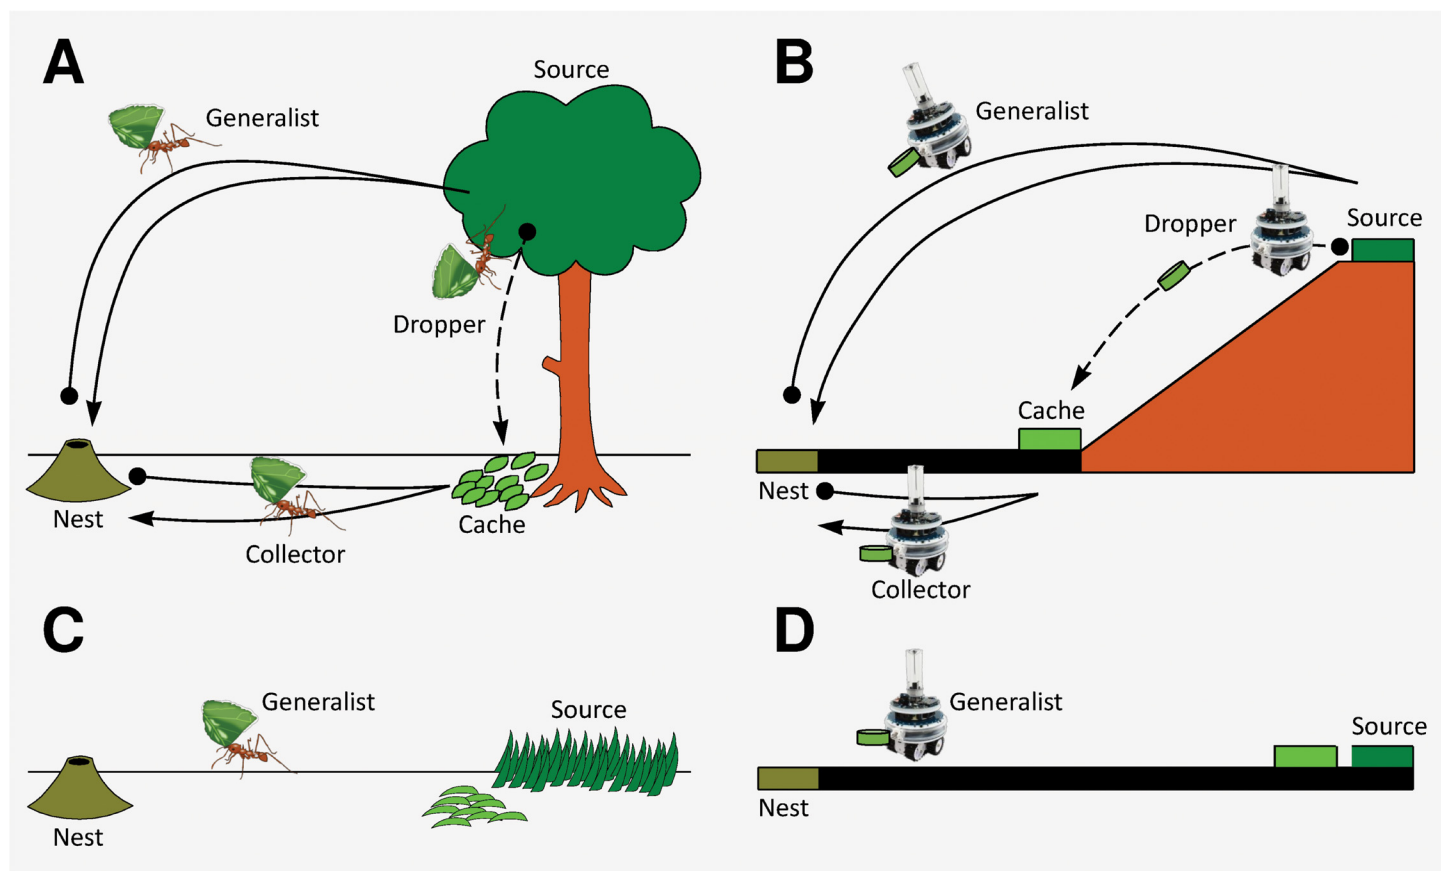 A
Source
Generalist
Dropper
Nest
Cache
Collector
B
Generalist
Dropper
Source
Cache
Nest
Collector
C
Generalist
Source
Nest
D
Generalist
Source
Nest